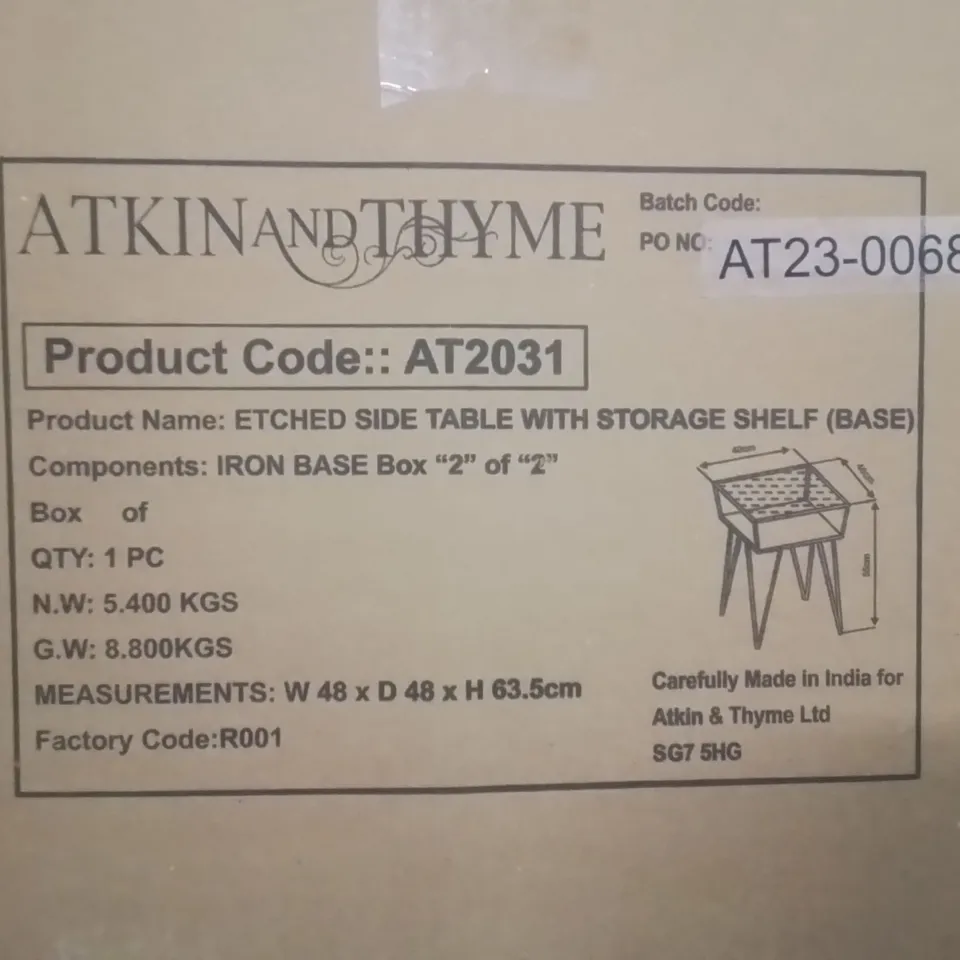 ATKIN AND THYME
Batch Code:
PO NO: AT23-0068
Product Code:: AT2031
Product Name: ETCHED SIDE TABLE WITH STORAGE SHELF (BASE)
Components: IRON BASE Box “2” of “2”
Box of
QTY: 1 PC
N.W: 5.400 KGS
G.W: 8.800KGS
MEASUREMENTS: W 48 x D 48 x H 63.5cm
Factory Code:R001
Carefully Made in India for
Atkin & Thyme Ltd
SG7 5HG